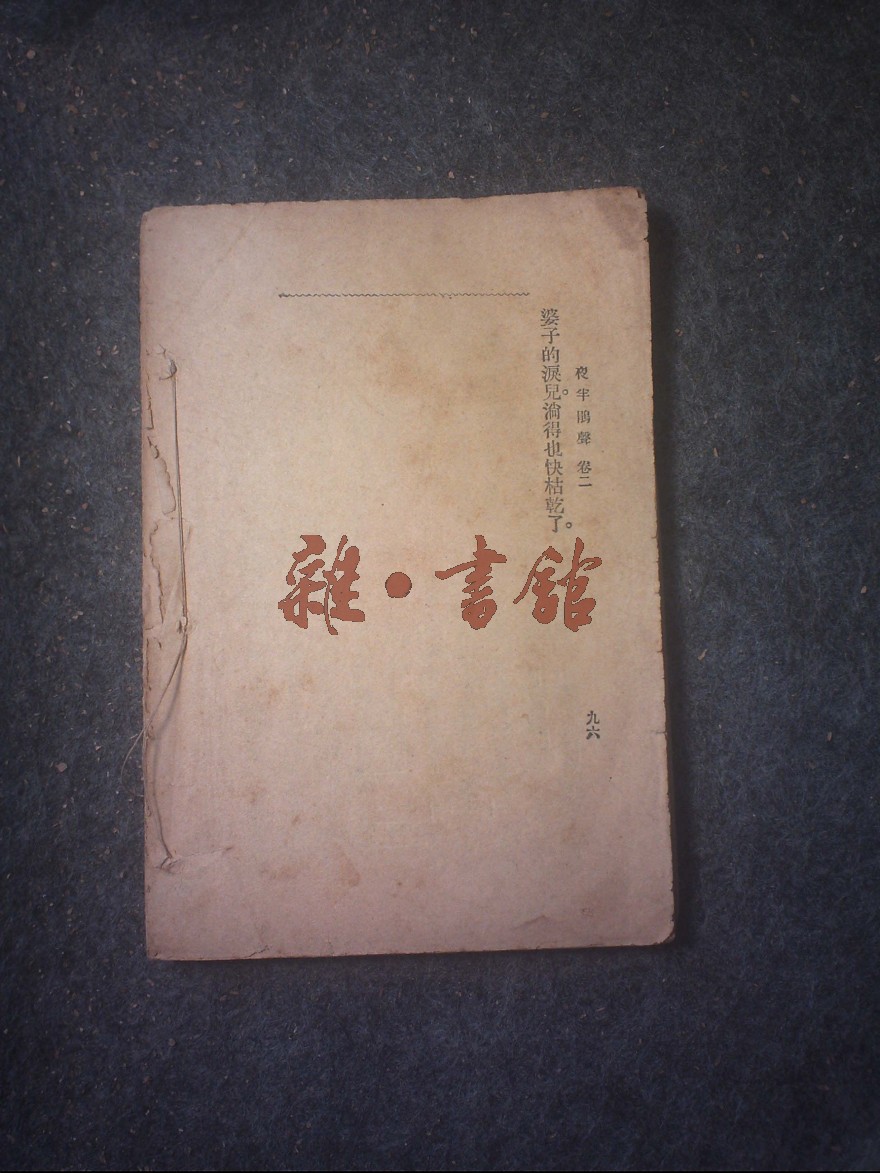 夜半鵑聲 卷二
九六
婆子的淚兒。淌得也快枯乾了。
雜·書館